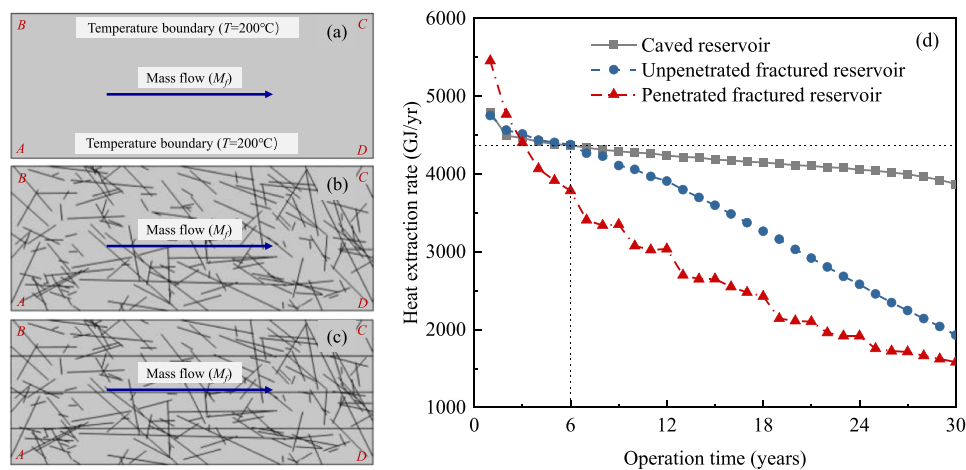 B
C
Temperature boundary (T=200℃)
(a)
Mass flow (Mf)
Temperature boundary (T=200℃)
A
D
B
C
(b)
Mass flow (Mf)
A
D
B
C
(c)
Mass flow (Mf)
A
D
(d)
Caved reservoir
Unpenetrated fractured reservoir
Penetrated fractured reservoir
Heat extraction rate (GJ/yr)
6000
5000
4000
3000
2000
1000
0 6 12 18 24 30
Operation time (years)